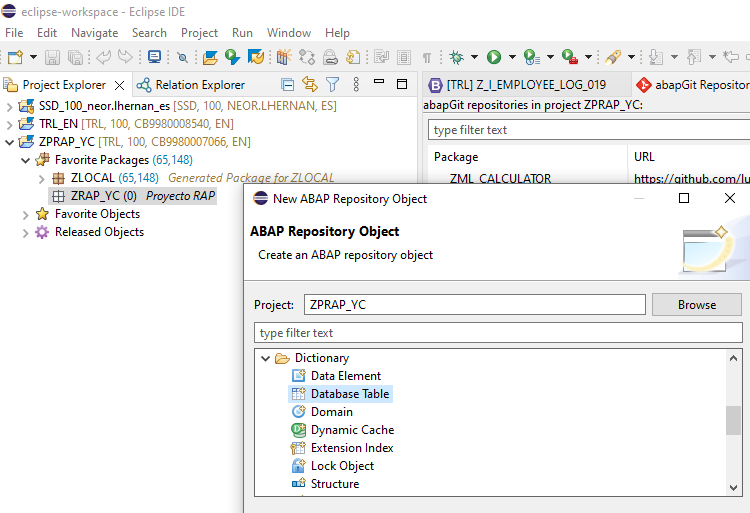 eclipse-workspace - Eclipse IDE
File Edit Navigate Search Project Run Window Help
Project Explorer Relation Explorer
[TRL] Z_I_EMPLOYEE_LOG_019 abapGit Repositor
SSD_100_neor.lhernan_es [SSD, 100, NEOR.LHERNAN, ES]
abapGit repositories in project ZPRAP_YC:
TRL_EN [TRL, 100, CB9980008540, EN]
type filter text
ZPRAP_YC [TRL, 100, CB9980007066, EN]
Favorite Packages (65,148)
Package URL
ZLOCAL (65,148) Generated Package for ZLOCAL
ZML_CALCULATOR https://github.com/lu
ZRAP_YC (0) Proyecto RAP
Favorite Objects
Released Objects
New ABAP Repository Object
ABAP Repository Object
Create an ABAP repository object
Project: ZPRAP_YC Browse
type filter text
Dictionary
Data Element
Database Table
Domain
Dynamic Cache
Extension Index
Lock Object
Structure